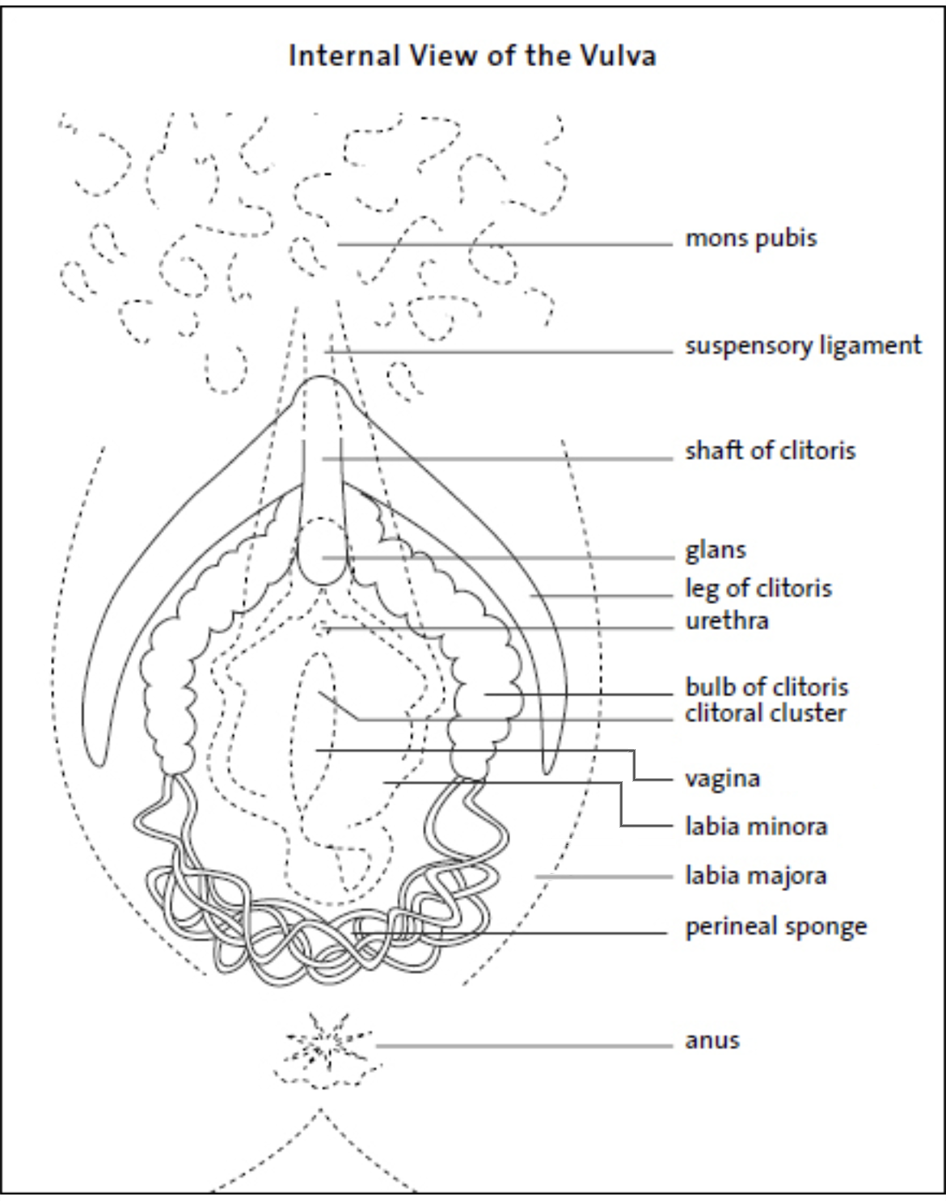 Internal View of the Vulva
mons pubis
suspensory ligament
shaft of clitoris
glans
leg of clitoris
urethra
bulb of clitoris
clitoral cluster
vagina
labia minora
labia majora
perineal sponge
anus